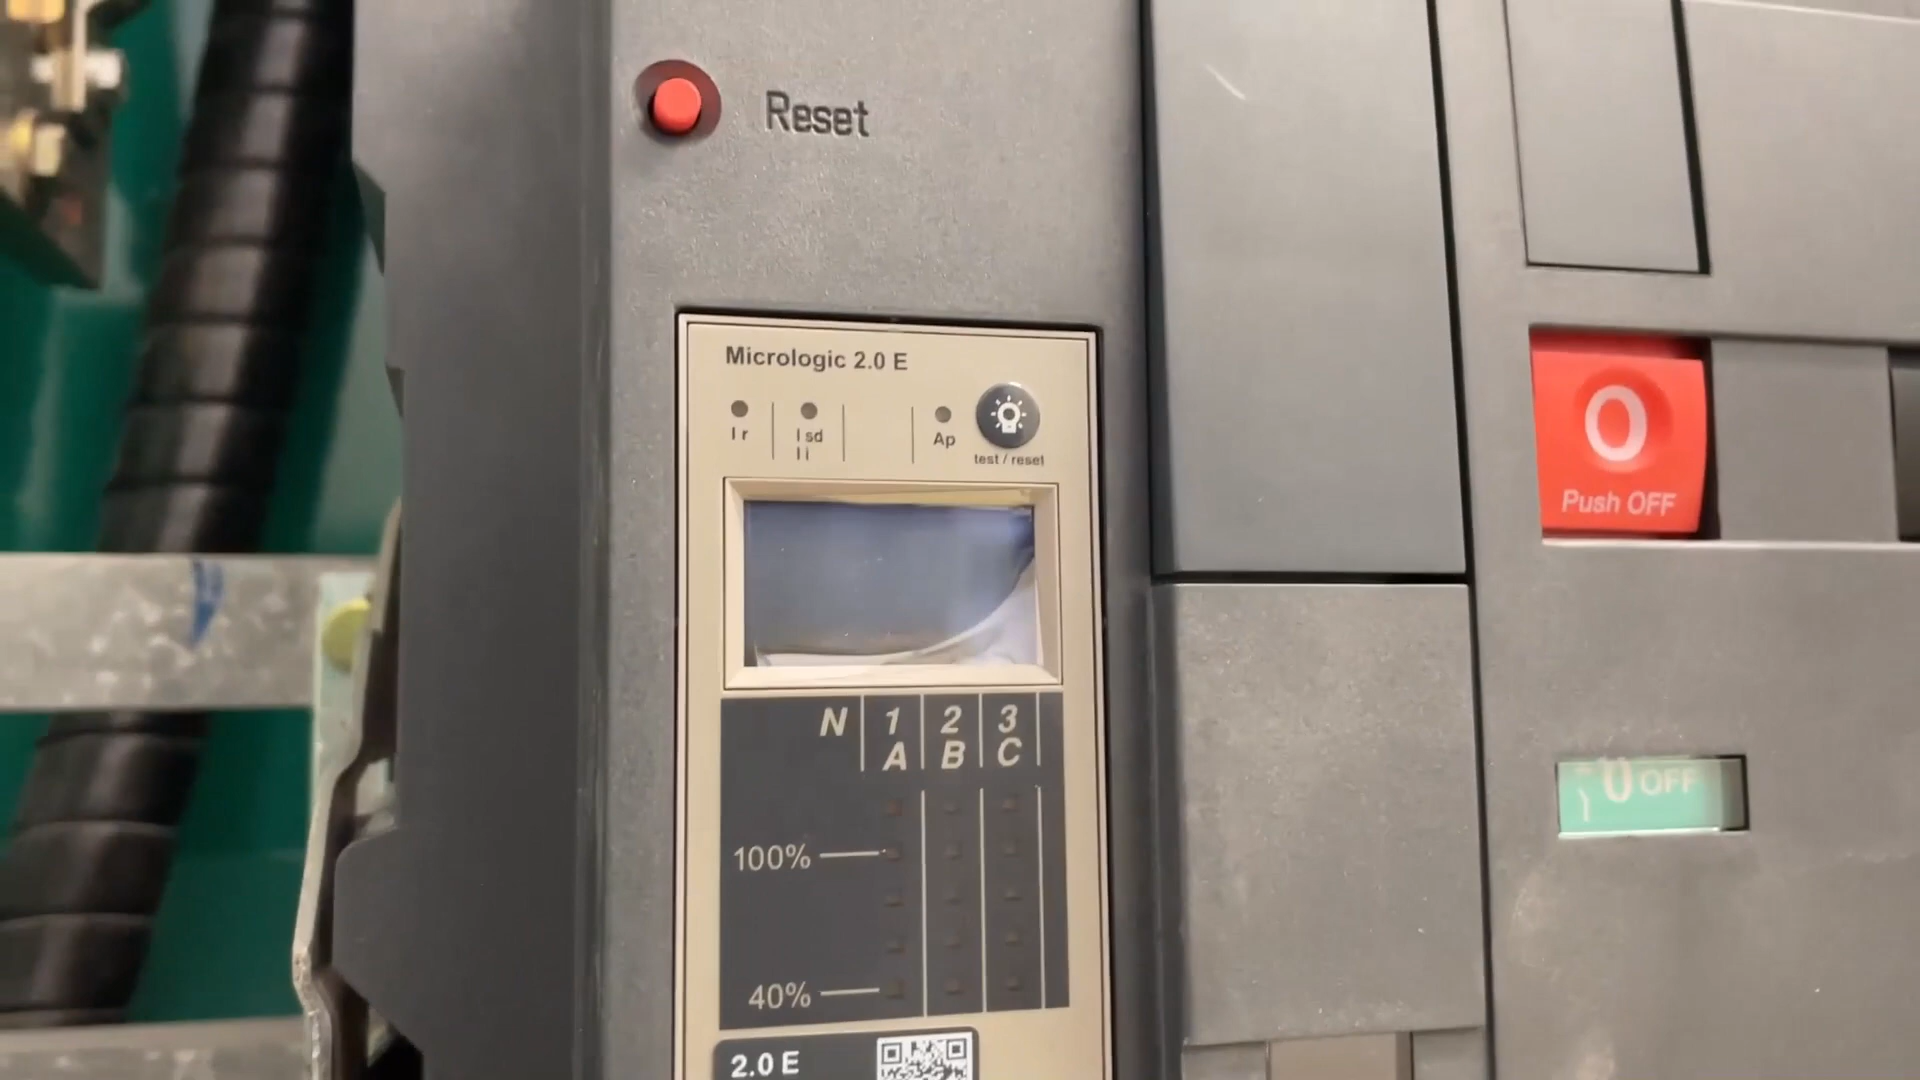 Reset
Micrologic 2.0 E
Ir
Isd
Ii
Ap
test / reset
O
Push OFF
N 1 2 3
A B C
O OFF
100%
40%
2.0 E